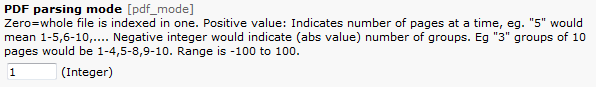 PDF parsing mode [pdf_mode]
Zero=whole file is indexed in one. Positive value: Indicates number of pages at a time, eg. "5" would
mean 1-5,6-10,.... Negative integer would indicate (abs value) number of groups. Eg "3" groups of 10
pages would be 1-4,5-8,9-10. Range is -100 to 100.
1 (Integer)